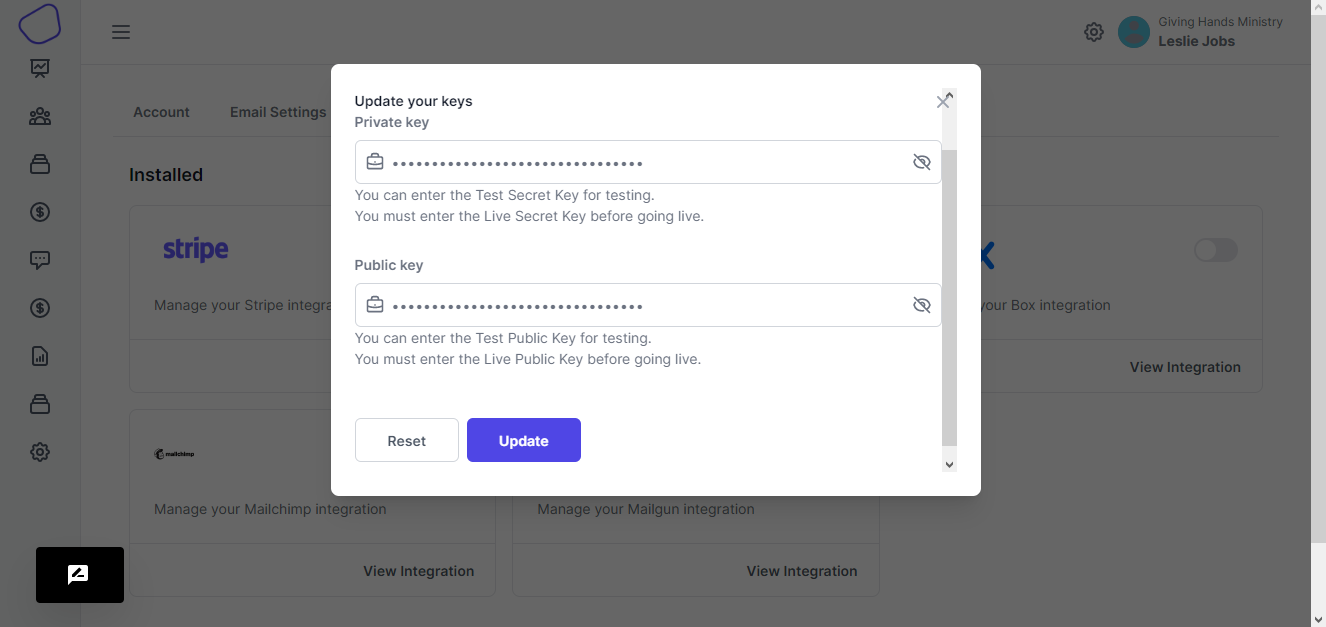 Giving Hands Ministry
Leslie Jobs
Account
Email Settings
Installed
stripe
Manage your Stripe integra
Update your keys
Private key
•••••••••••••••••••••••••••••••••
You can enter the Test Secret Key for testing.
You must enter the Live Secret Key before going live.
Public key
•••••••••••••••••••••••••••••••••
You can enter the Test Public Key for testing.
You must enter the Live Public Key before going live.
Reset
Update
x
your Box integration
View Integration
mailchimp
Manage your Mailchimp integration
View Integration
Manage your Mailgun integration
View Integration